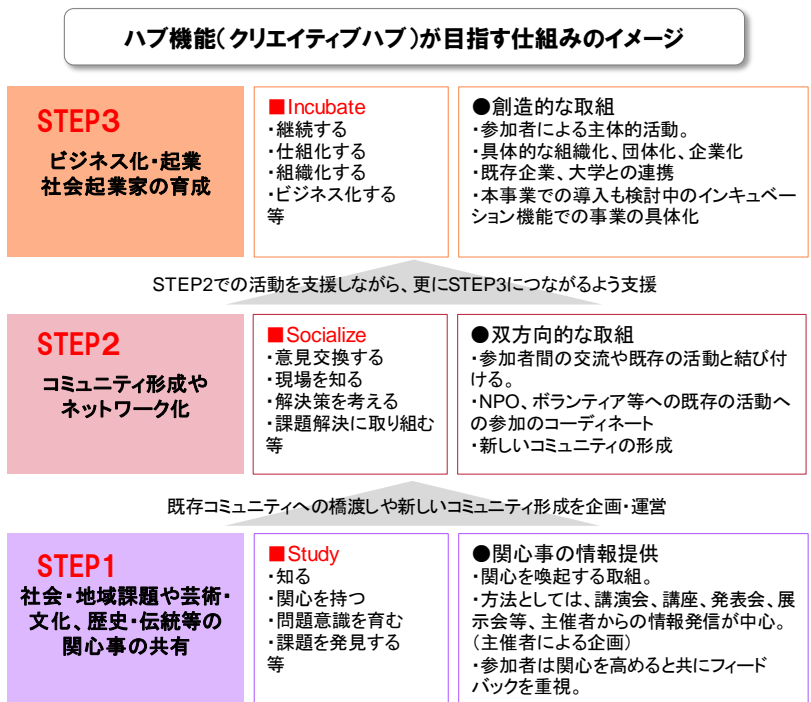 ハブ機能(クリエイティブハブ)が目指す仕組みのイメージ
STEP3
ビジネス化・起業
社会起業家の育成
■Incubate
・継続する
・仕組化する
・組織化する
・ビジネス化する
等
●創造的な取組
・参加者による主体的活動。
・具体的な組織化、団体化、企業化
・既存企業、大学との連携
・本事業での導入も検討中のインキュベー
ション機能での事業の具体化
STEP2での活動を支援しながら、更にSTEP3につながるよう支援
STEP2
コミュニティ形成や
ネットワーク化
■Socialize
・意見交換する
・現場を知る
・解決策を考える
・課題解決に取り組む
等
●双方向的な取組
・参加者間の交流や既存の活動と結び付
ける。
・NPO、ボランティア等への既存の活動へ
の参加のコーディネート
・新しいコミュニティの形成
既存コミュニティへの橋渡しや新しいコミュニティ形成を企画・運営
STEP1
社会・地域課題や芸術・
文化、歴史・伝統等の
関心事の共有
■Study
・知る
・関心を持つ
・問題意識を育む
・課題を発見する
等
●関心事の情報提供
・関心を喚起する取組。
・方法としては、講演会、講座、発表会、展
示会等、主催者からの情報発信が中心。
(主催者による企画)
・参加者は関心を高めると共にフィード
バックを重視。